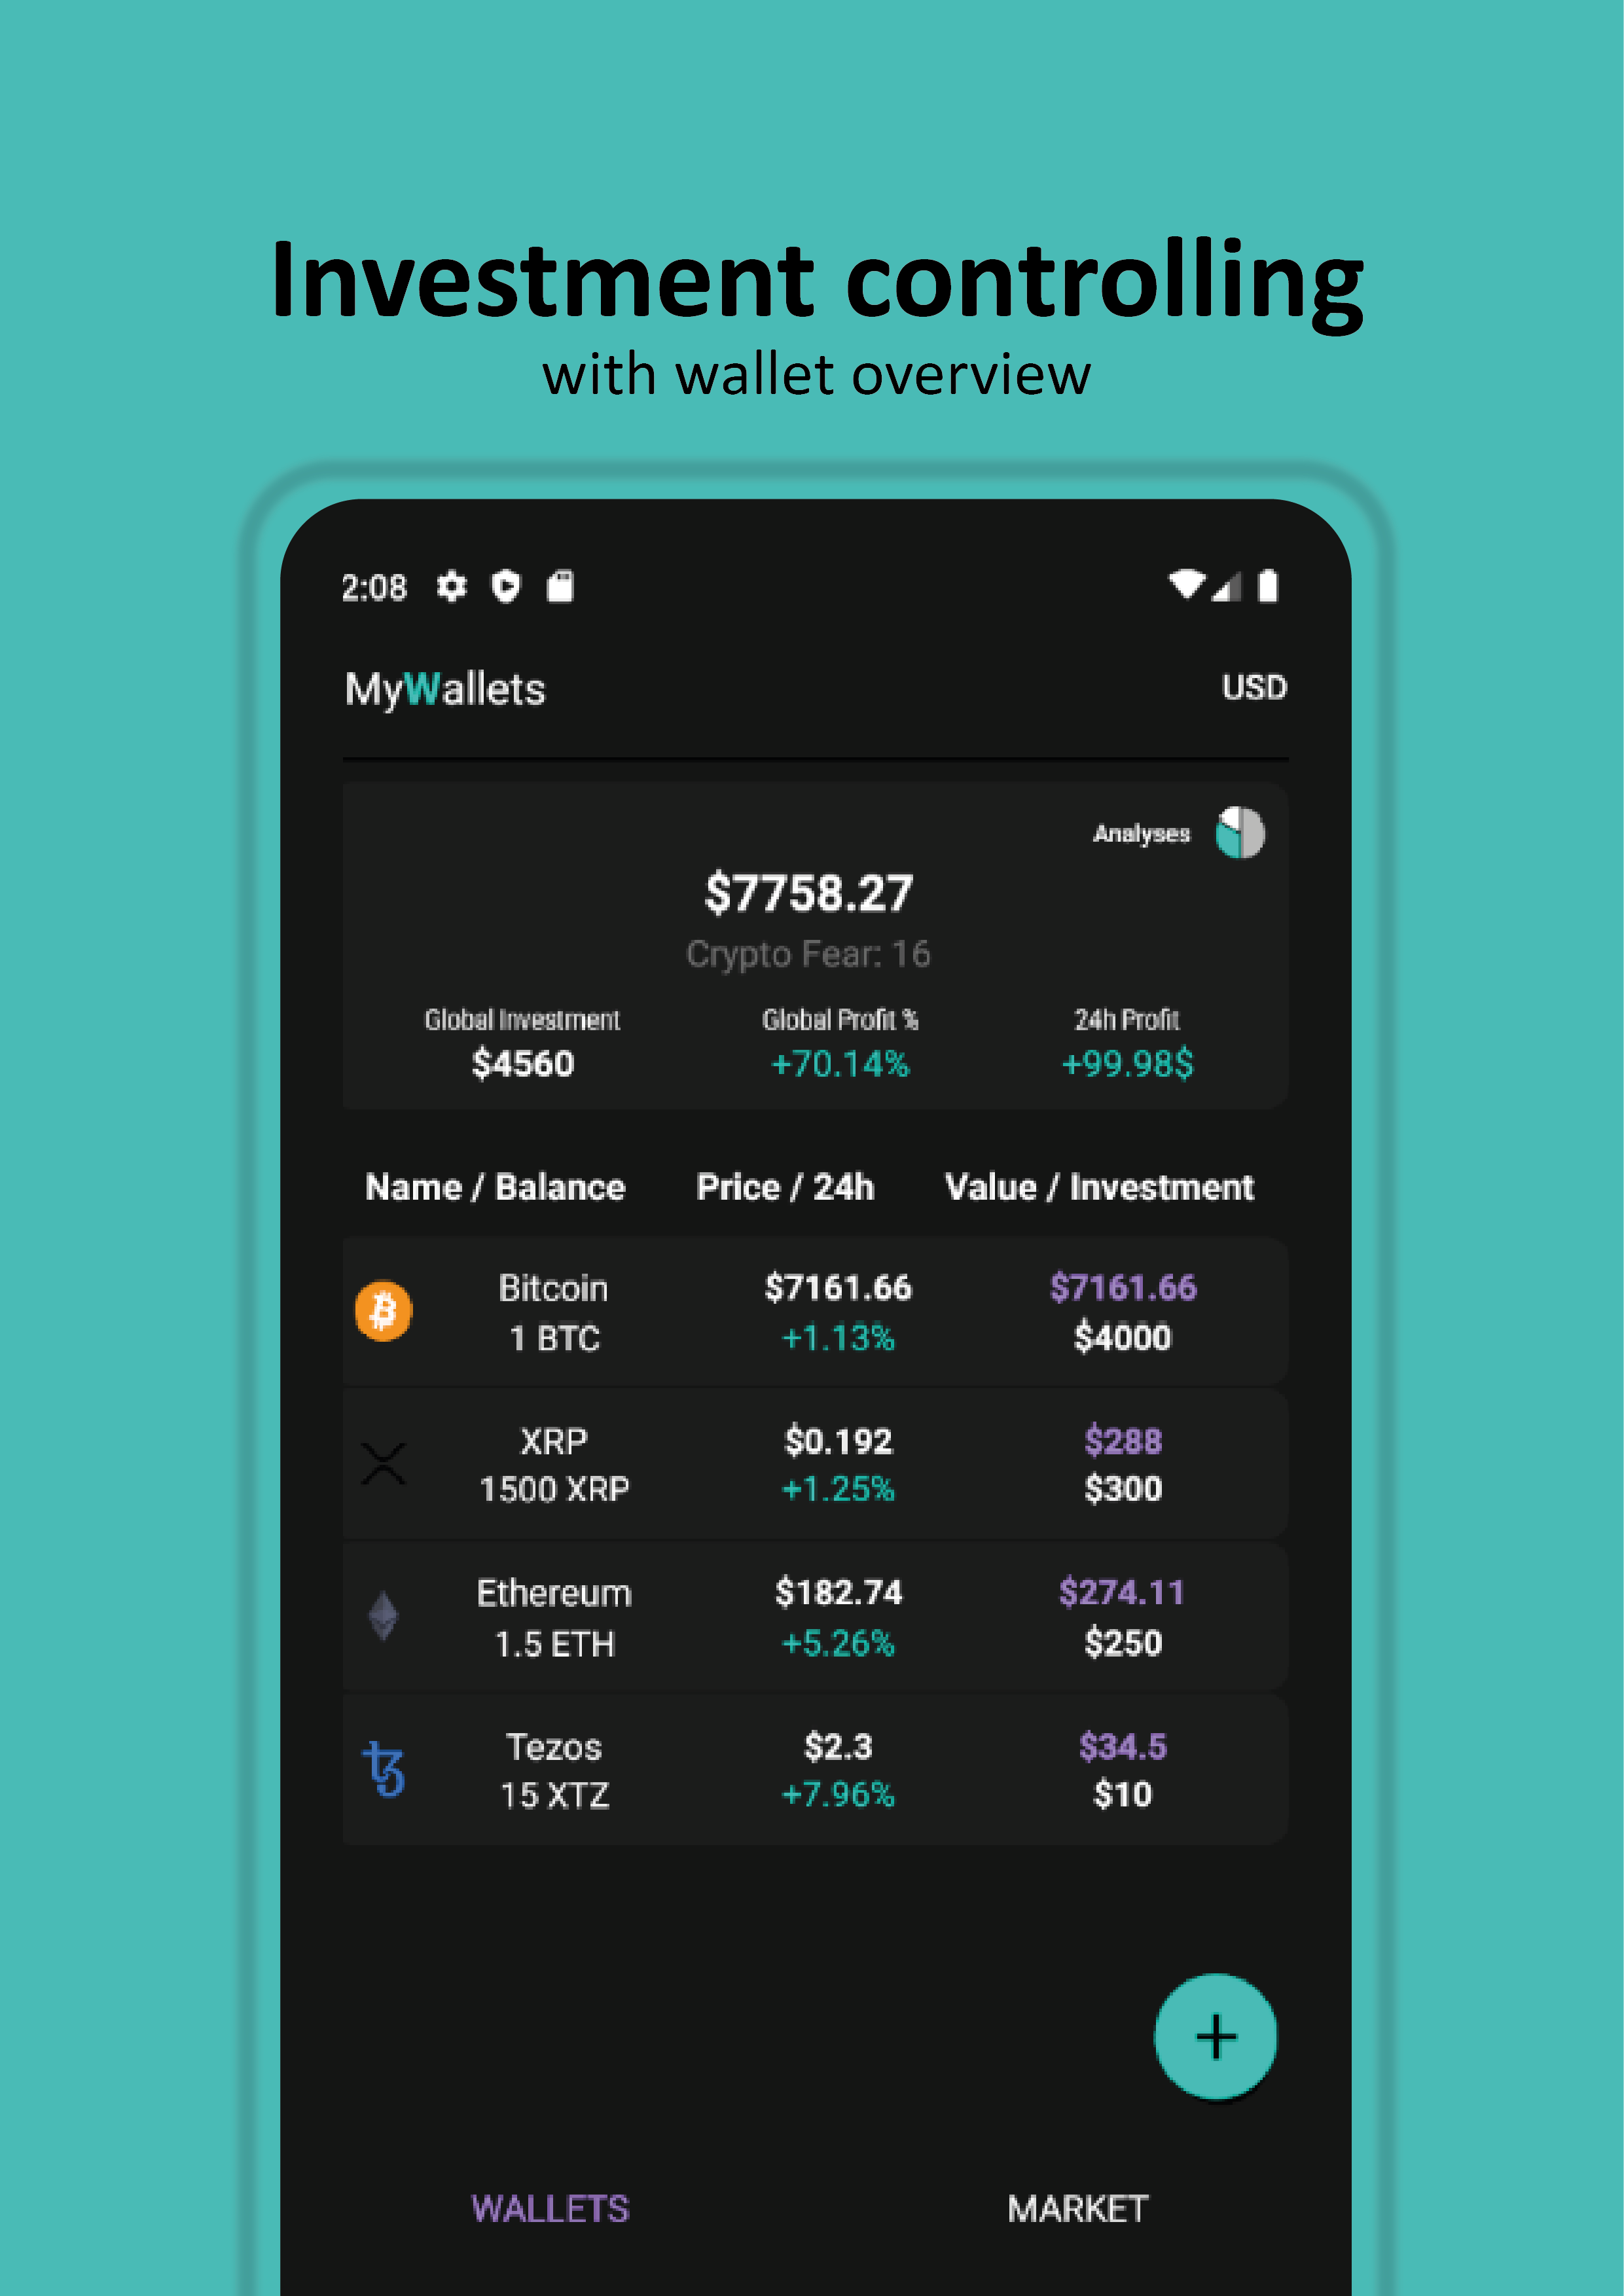 Investment controlling
with wallet overview
2:08
MyWallets USD
Analyses
$7758.27
Crypto Fear: 16
Global Investment Global Profit % 24h Profit
$4560 +70.14% +99.98$
Name / Balance Price / 24h Value / Investment
Bitcoin $7161.66 $7161.66
1 BTC +1.13% $4000
XRP $0.192 $288
1500 XRP +1.25% $300
Ethereum $182.74 $274.11
1.5 ETH +5.26% $250
Tezos $2.3 $34.5
15 XTZ +7.96% $10
+
WALLETS MARKET